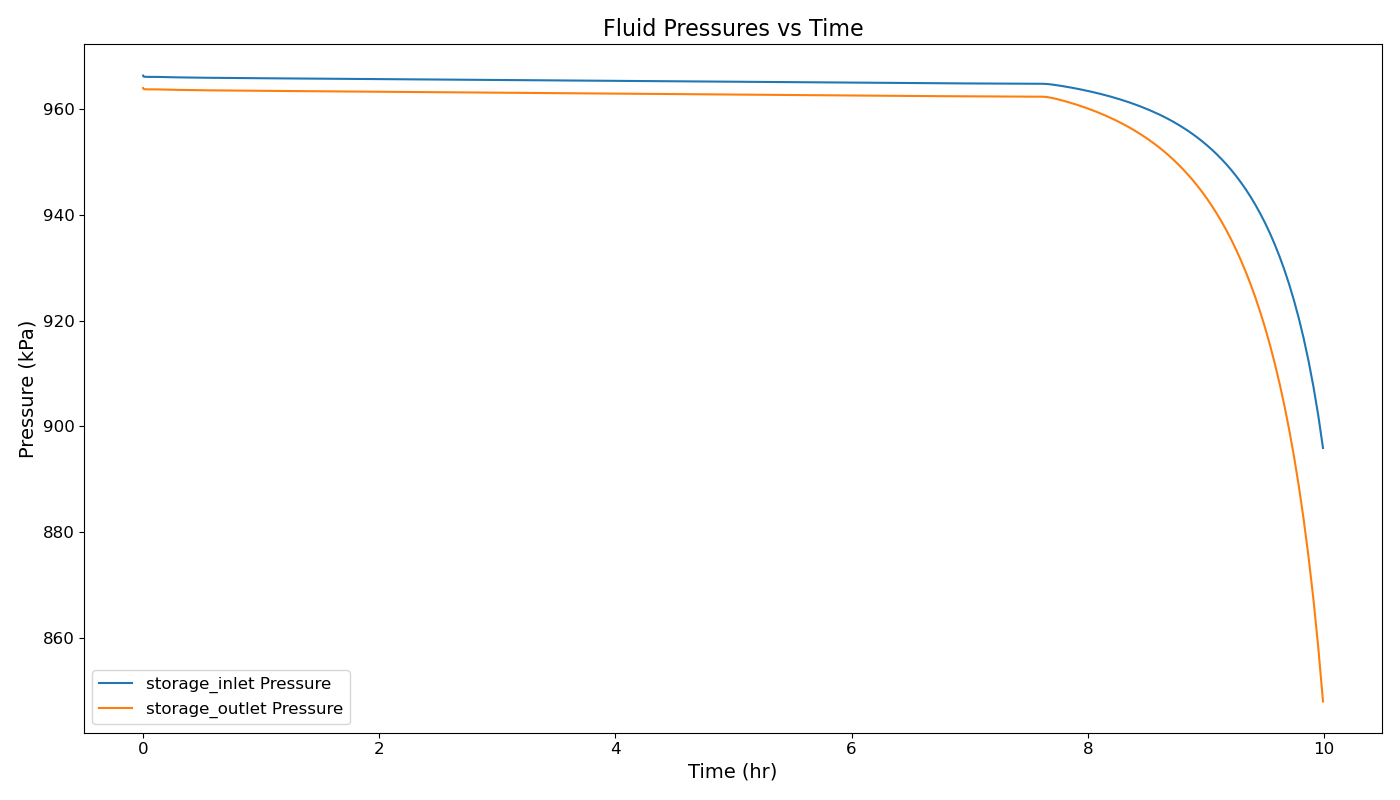 Fluid Pressures vs Time
Pressure (kPa)
960
940
920
900
880
860
storage_inlet Pressure
storage_outlet Pressure
0 2 4 6 8 10
Time (hr)